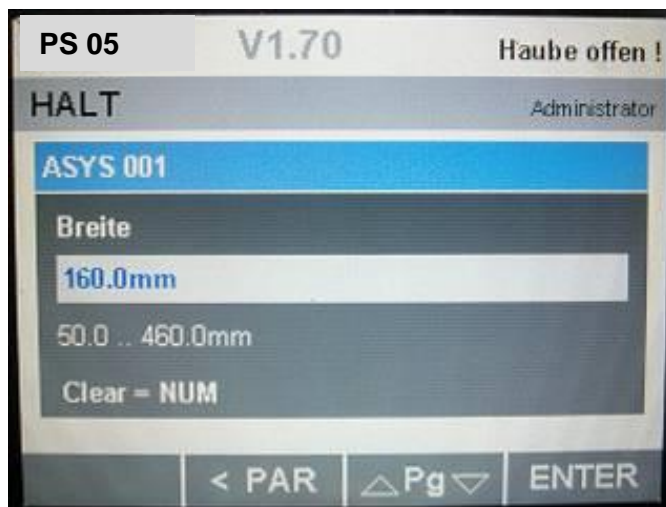 PS 05 V1.70 Haube offen !
HALT Administrator
ASYS 001
Breite
160.0mm
50.0 .. 460.0mm
Clear = NUM
< PAR △Pg▽ ENTER